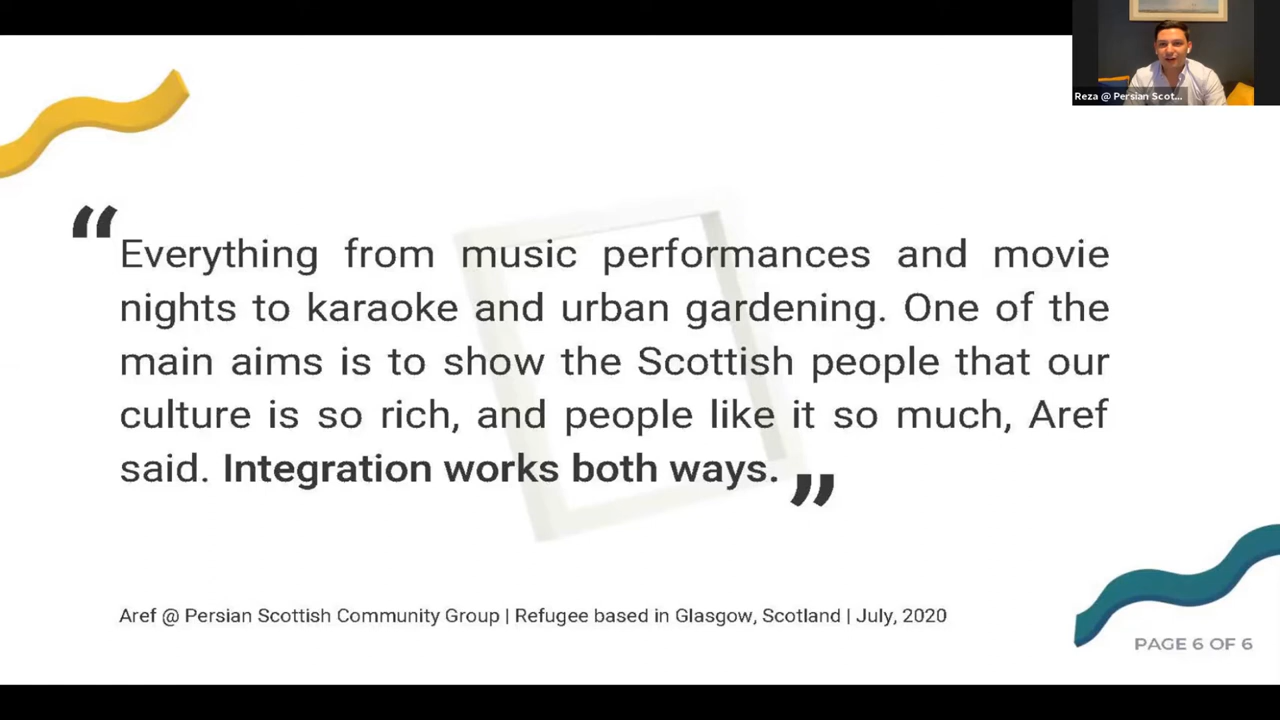 Reza @ Persian Scot...
“Everything from music performances and movie
nights to karaoke and urban gardening. One of the
main aims is to show the Scottish people that our
culture is so rich, and people like it so much, Aref
said. Integration works both ways.”
Aref @ Persian Scottish Community Group | Refugee based in Glasgow, Scotland | July, 2020
PAGE 6 OF 6